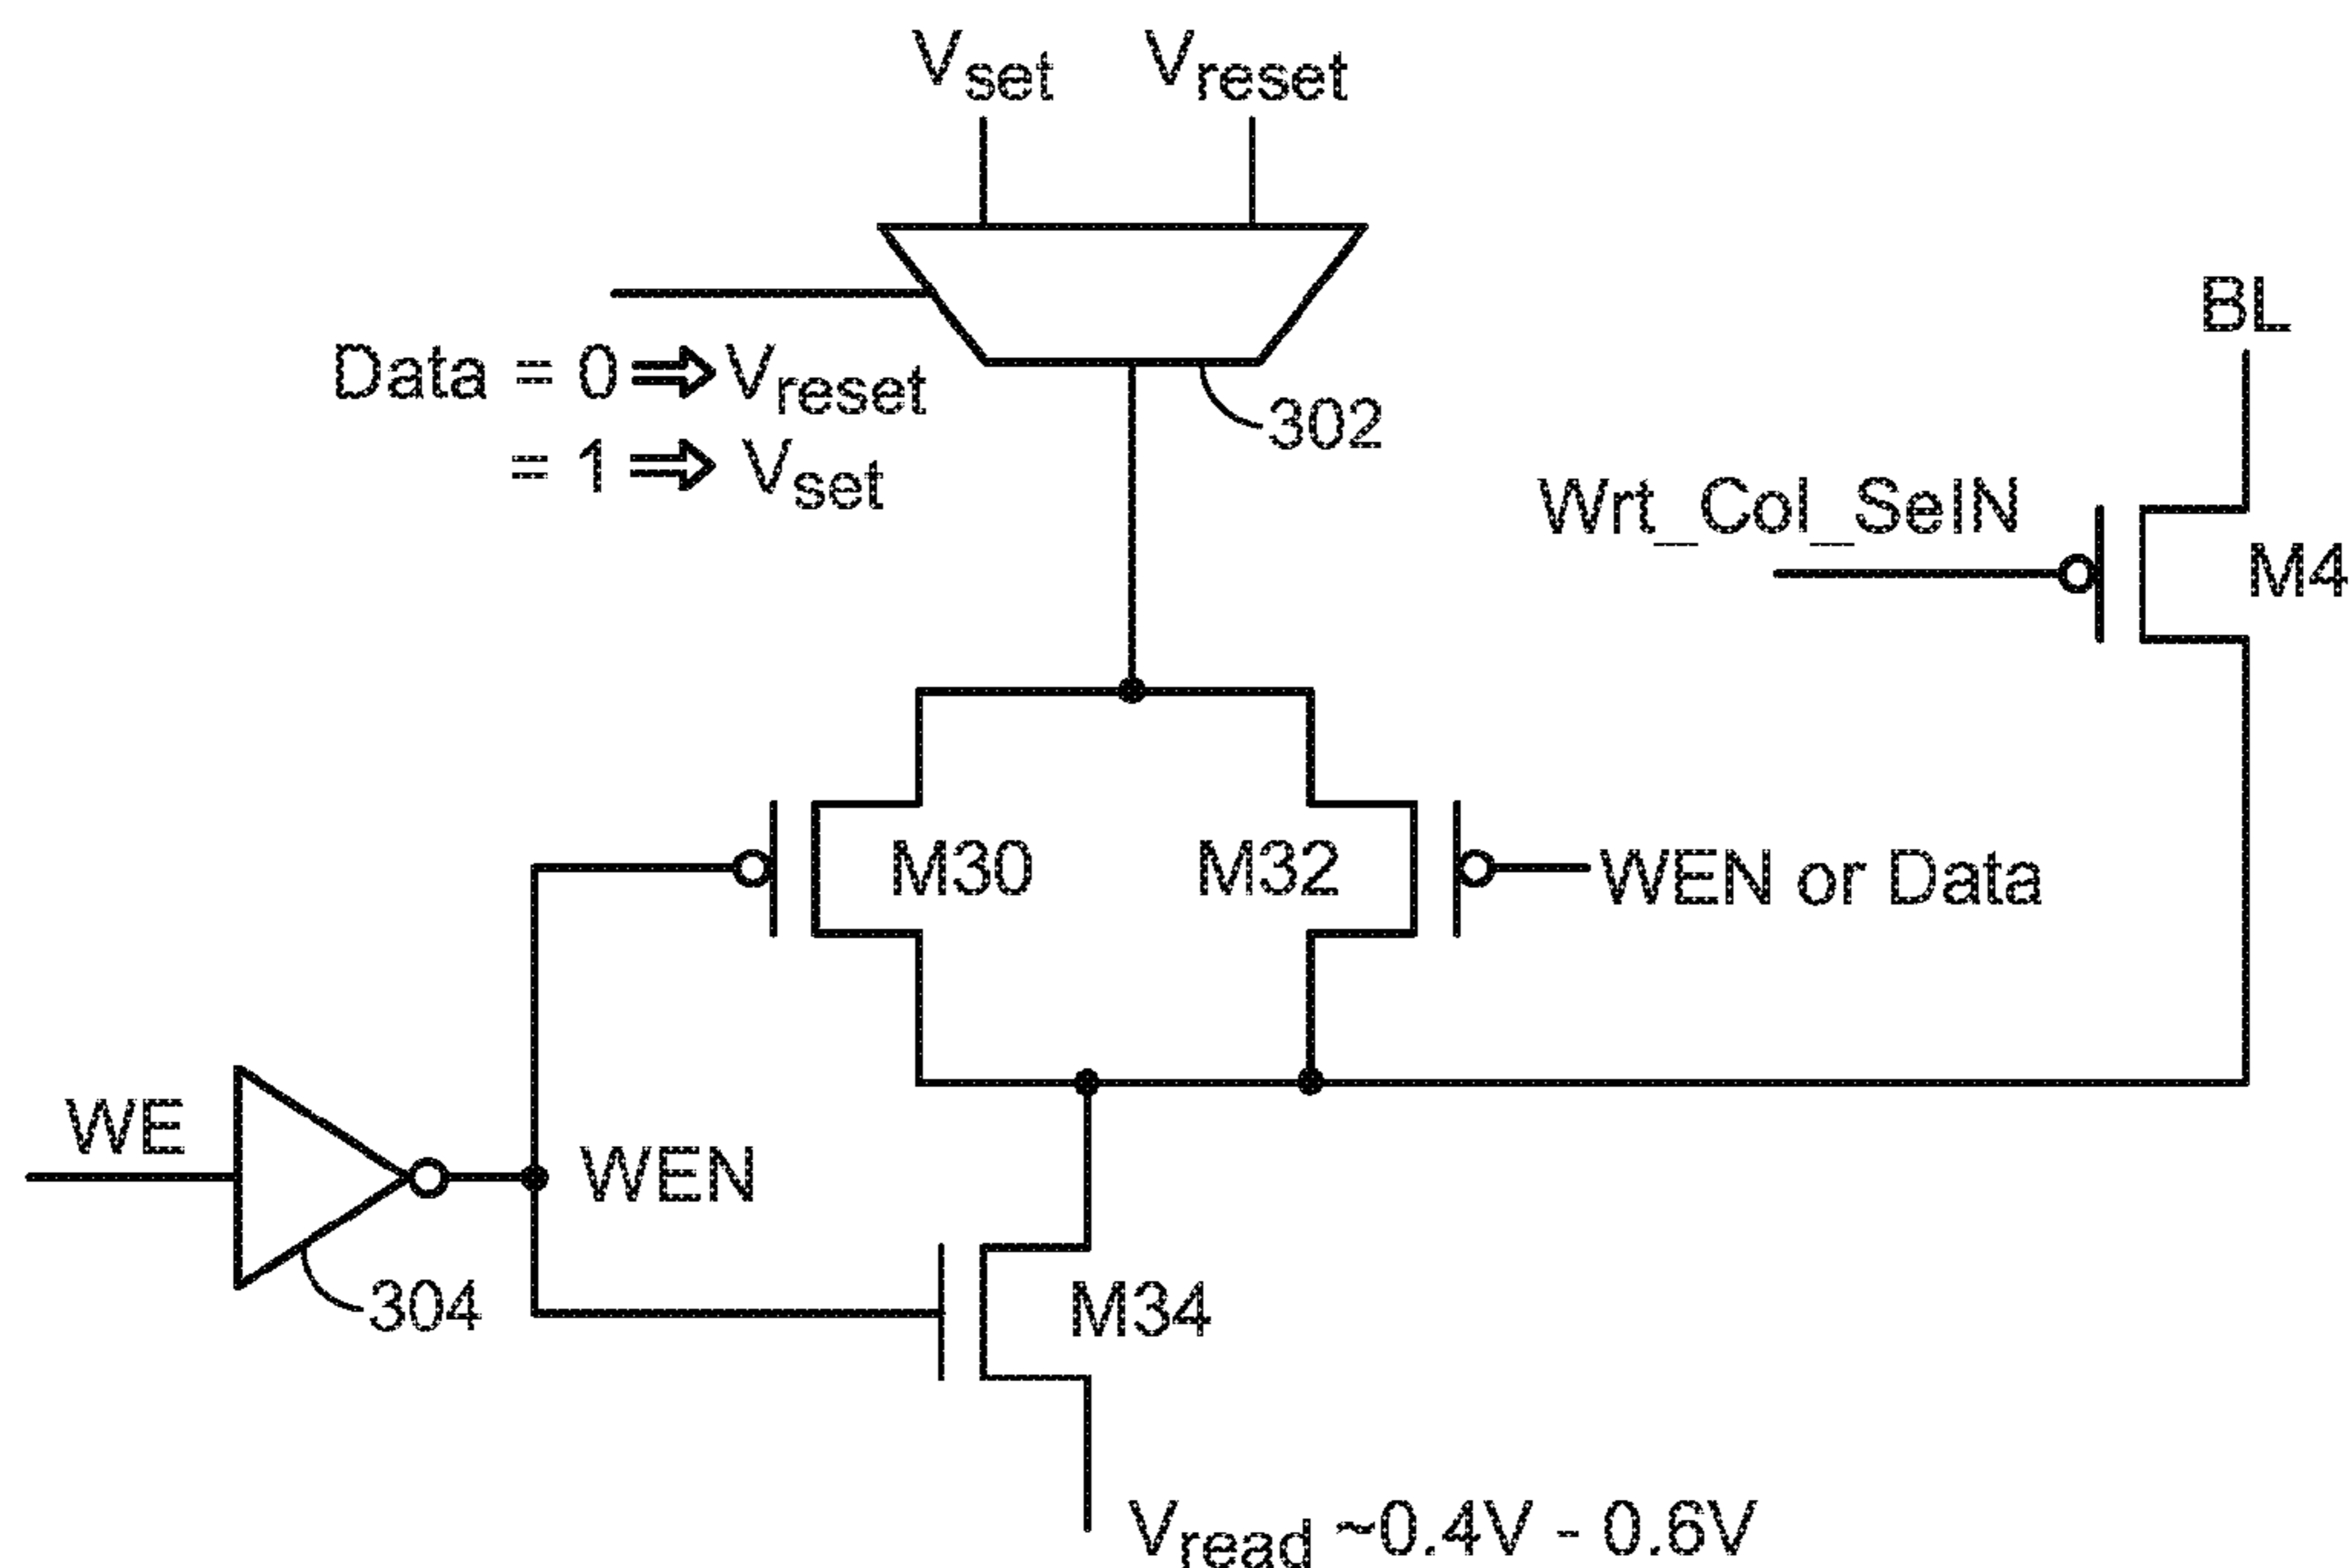 Vset
Vreset
Data = 0 ⇒ Vreset
= 1 ⇒ Vset
302
BL
Wrt_Col_SelN
M4
M30
M32
WEN or Data
WE
WEN
304
M34
Vread ~0.4V - 0.6V